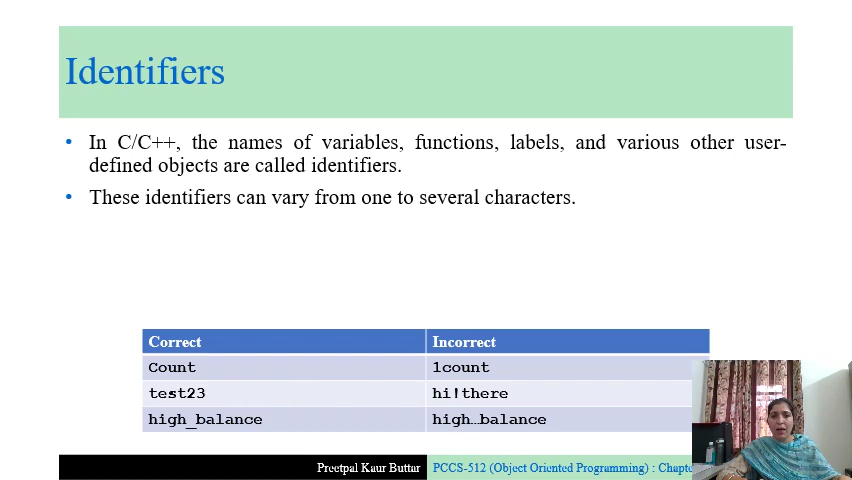 Identifiers
• In C/C++, the names of variables, functions, labels, and various other user-
defined objects are called identifiers.
• These identifiers can vary from one to several characters.
Correct Incorrect
Count 1count
test23 hi!there
high_balance high…balance
Preetpal Kaur Buttar PCCS-512 (Object Oriented Programming) : Chapte